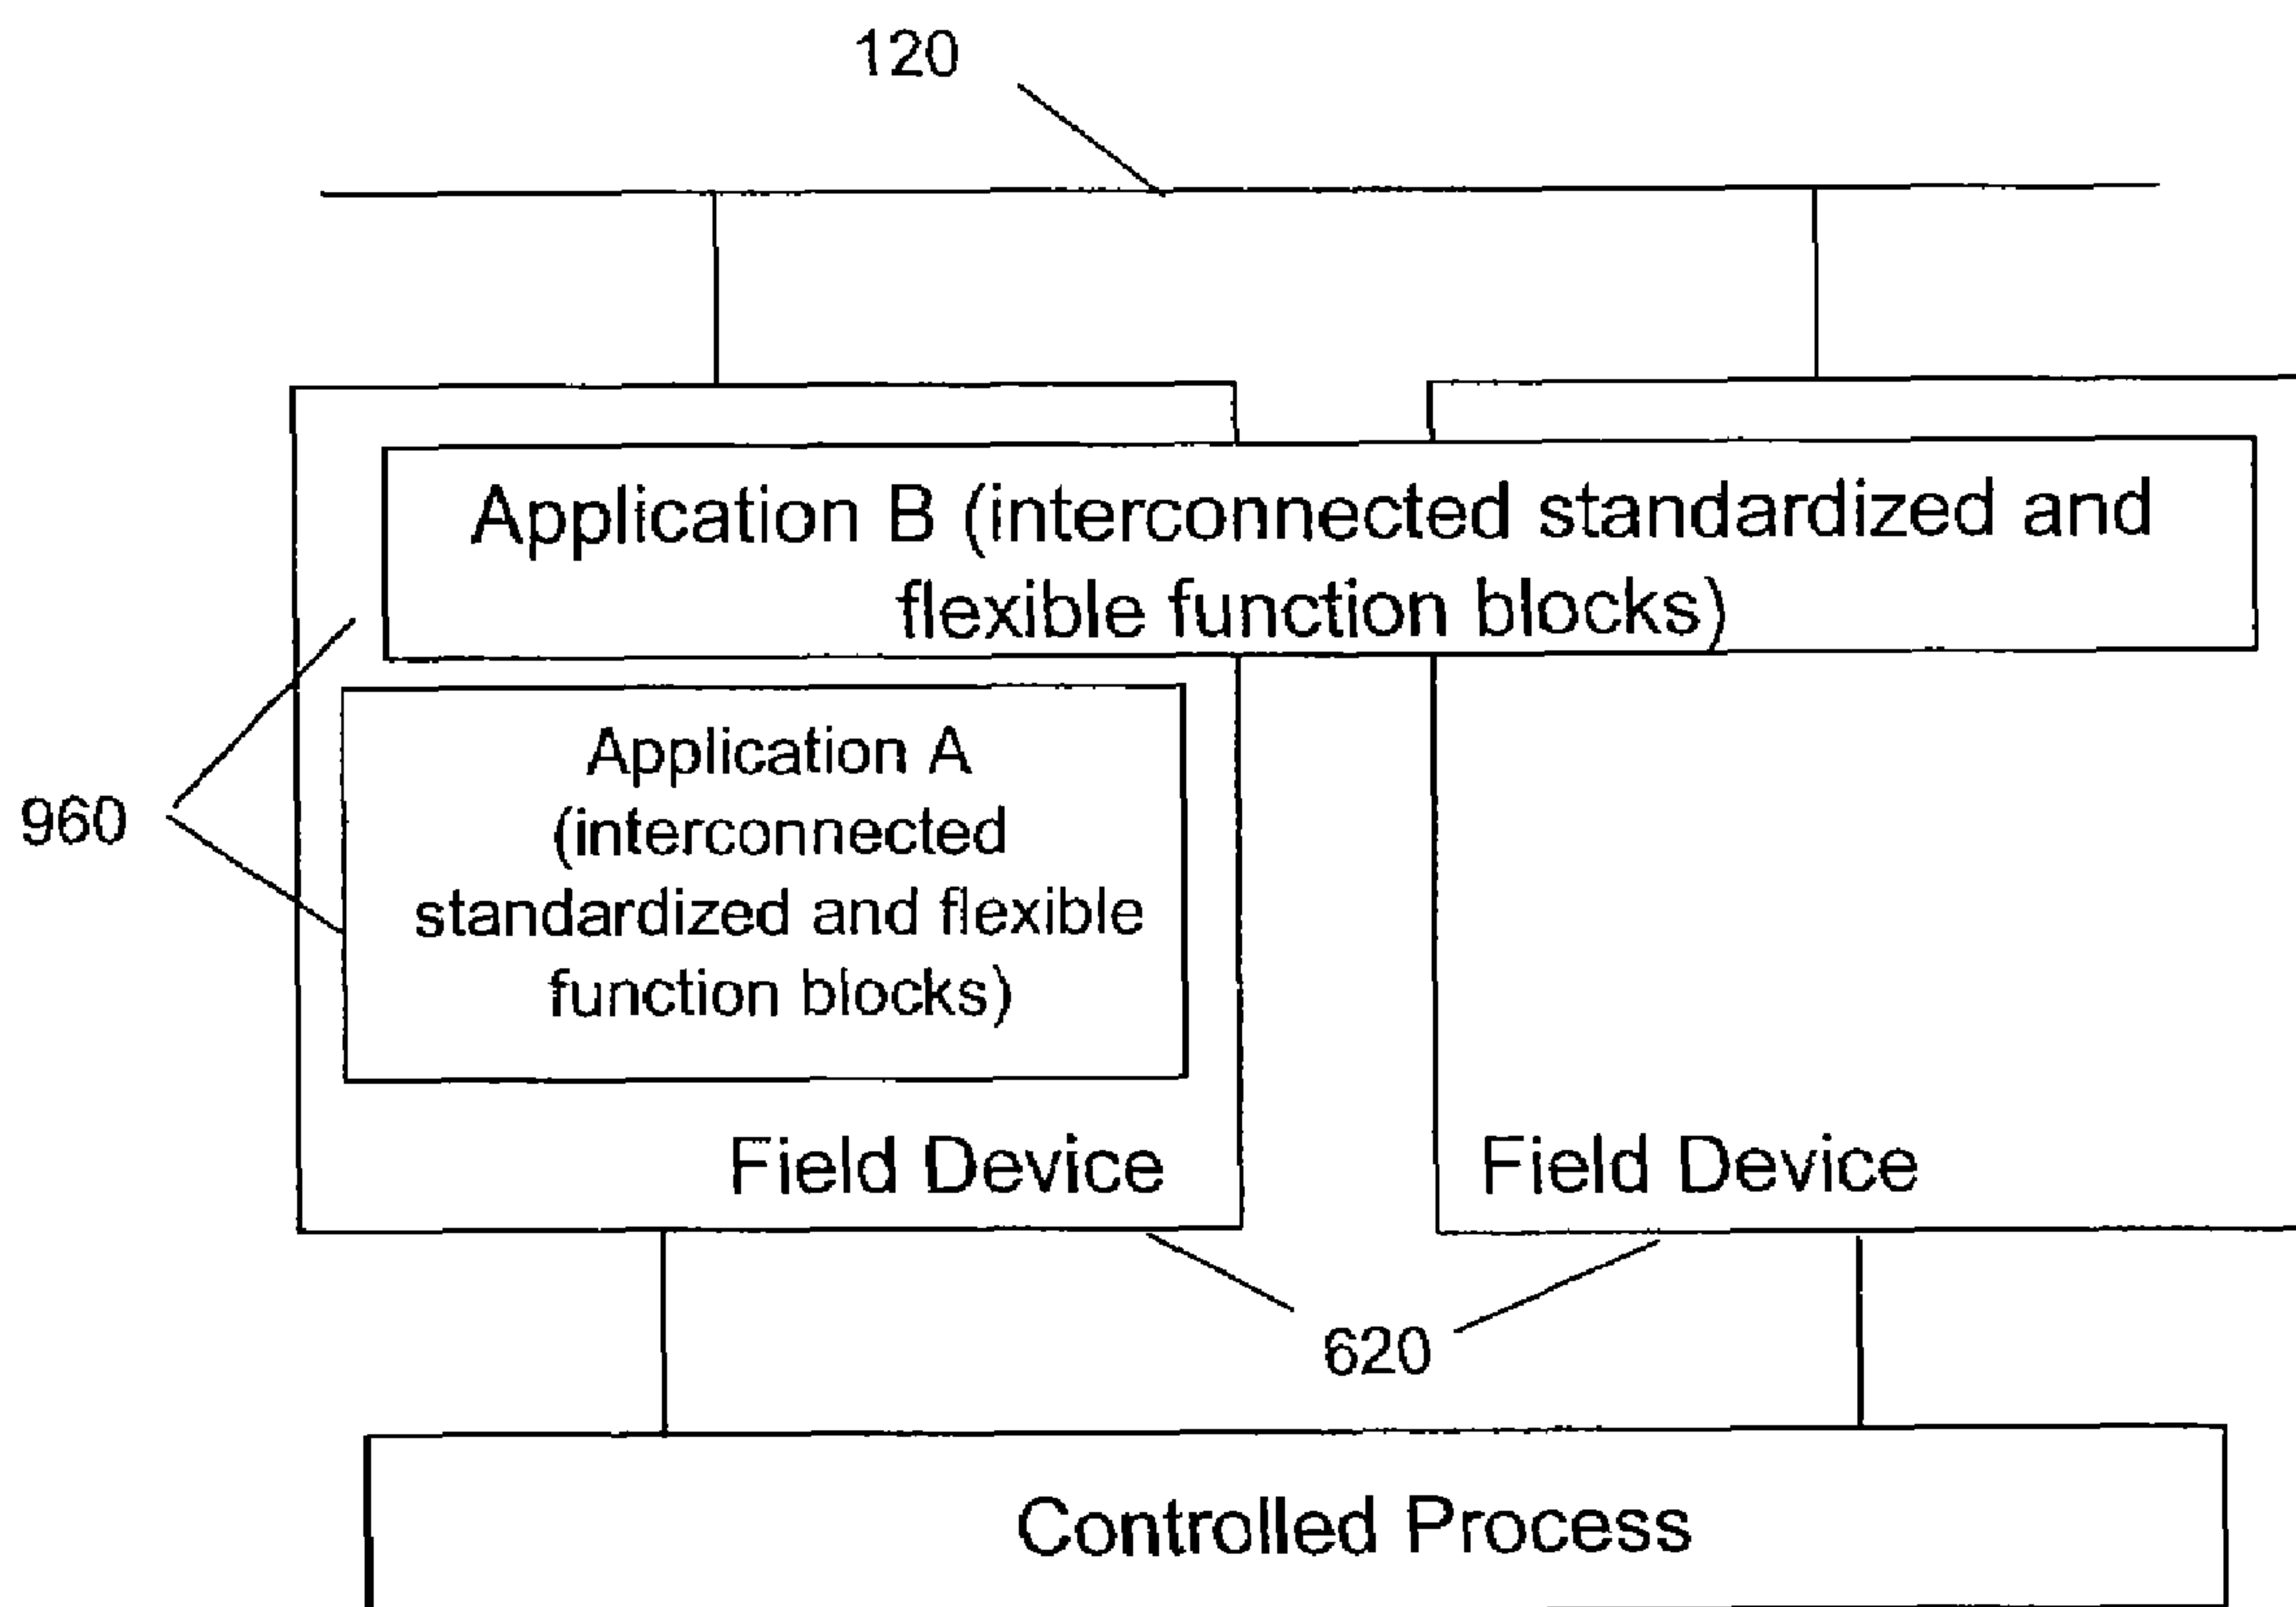 120
Application B (interconnected standardized and
flexible function blocks)
960
Application A
(interconnected
standardized and flexible
function blocks)
Field Device
Field Device
620
Controlled Process